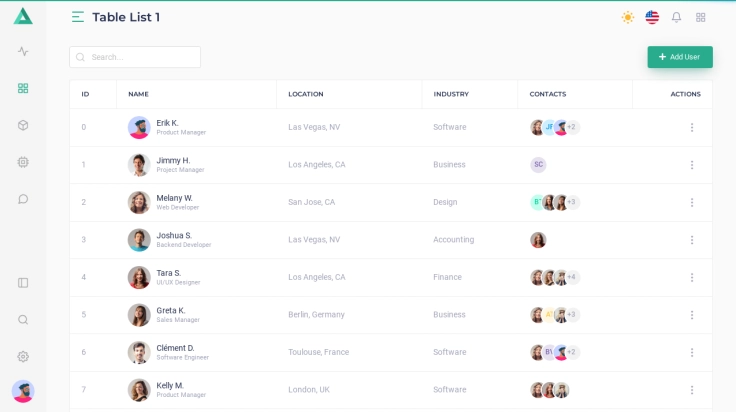 Table List 1
Search...
Add User
ID NAME LOCATION INDUSTRY CONTACTS ACTIONS
0 Erik K. Las Vegas, NV Software +2
Product Manager
1 Jimmy H. Los Angeles, CA Business SC
Project Manager
2 Melany W. San Jose, CA Design +3
Web Developer
3 Joshua S. Las Vegas, NV Accounting
Backend Developer
4 Tara S. Los Angeles, CA Finance +4
UI/UX Designer
5 Greta K. Berlin, Germany Business +3
Sales Manager
6 Clément D. Toulouse, France Software +2
Software Engineer
7 Kelly M. London, UK Software
Product Manager